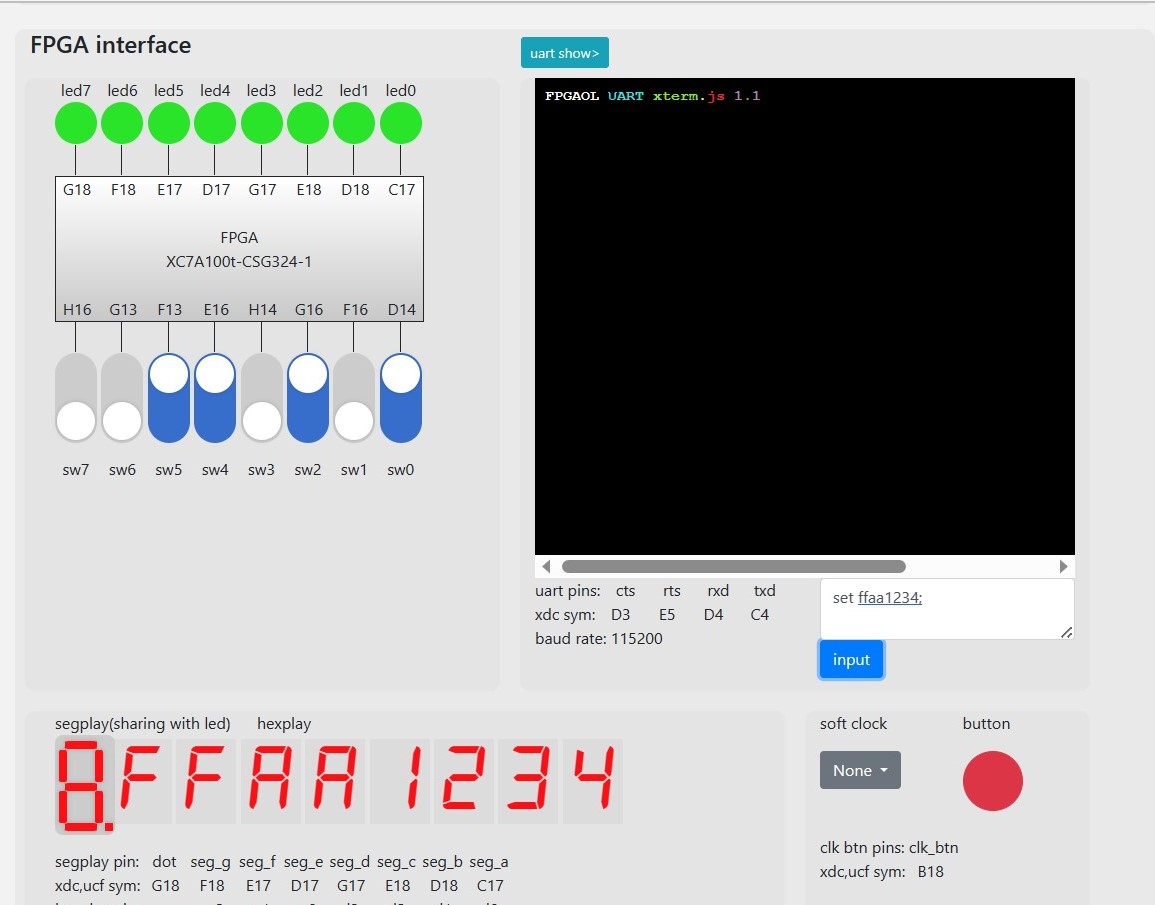 FPGA interface
uart show>
led7 led6 led5 led4 led3 led2 led1 led0
G18 F18 E17 D17 G17 E18 D18 C17
FPGA
XC7A100t-CSG324-1
H16 G13 F13 E16 H14 G16 F16 D14
sw7 sw6 sw5 sw4 sw3 sw2 sw1 sw0
FPGAOL UART xterm.js 1.1
uart pins: cts rts rxd txd
xdc sym: D3 E5 D4 C4
baud rate: 115200
set ffaa1234;
input
segplay(sharing with led) hexplay
8. F F A A 1 2 3 4
segplay pin: dot seg_g seg_f seg_e seg_d seg_c seg_b seg_a
xdc,ucf sym: G18 F18 E17 D17 G17 E18 D18 C17
soft clock button
None
clk btn pins: clk_btn
xdc,ucf sym: B18